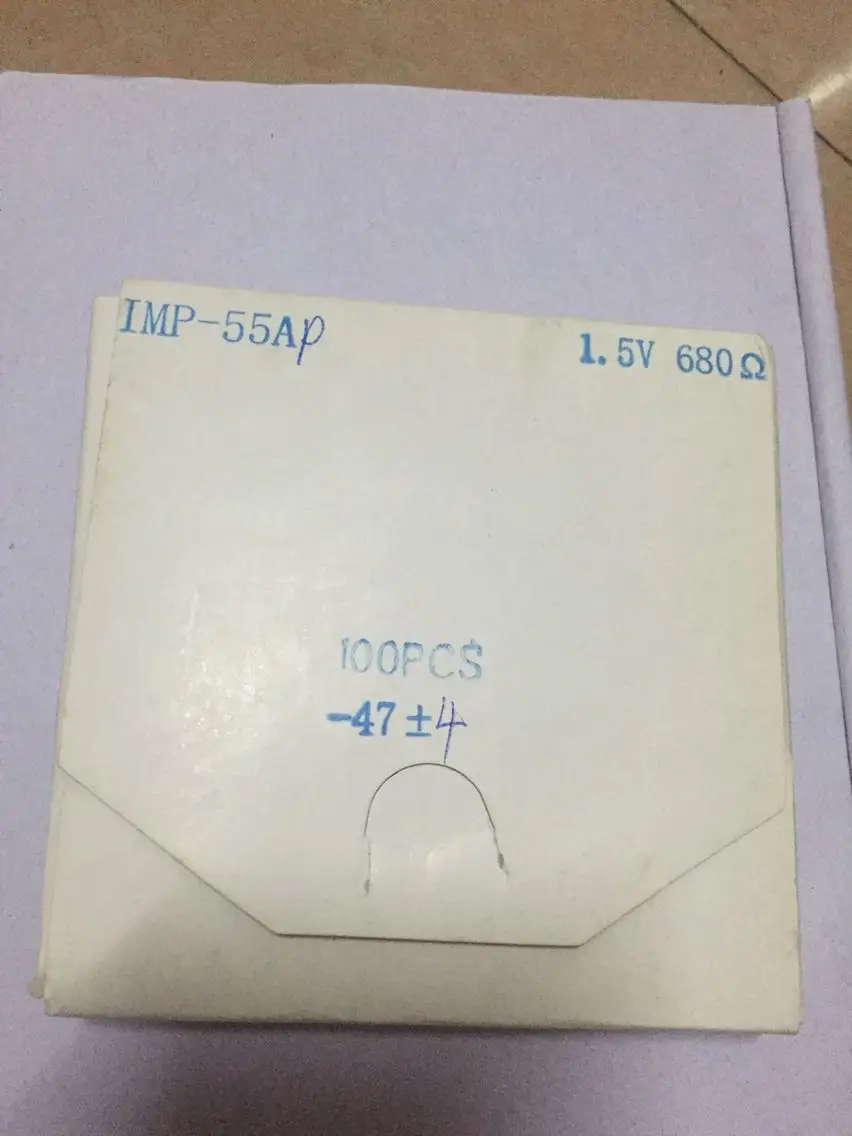 IMP-55AP
1.5V 680Ω
100PCS
-47±4